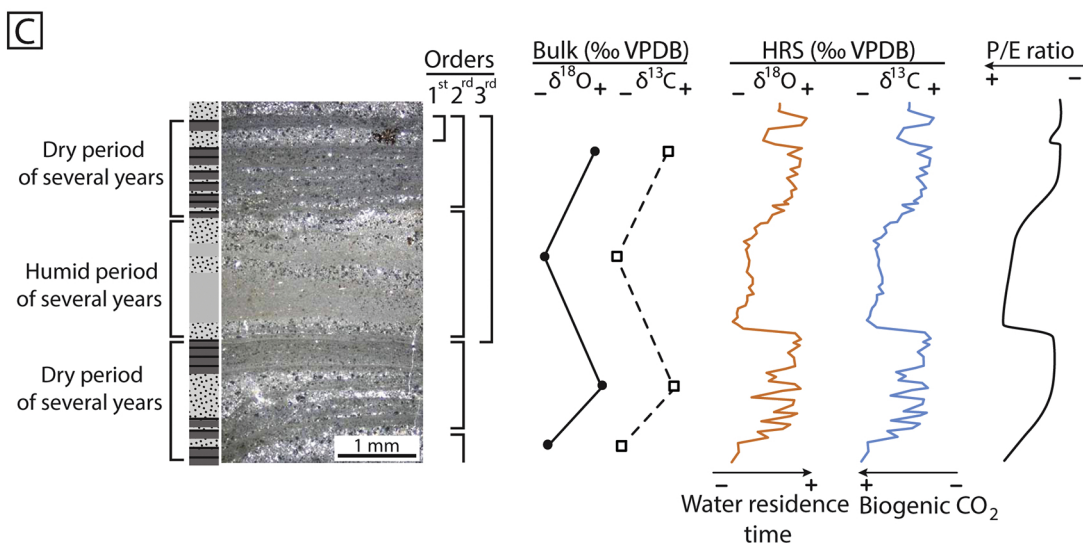 C
Orders
1st 2rd 3rd
Bulk (‰ VPDB)
− δ18O + − δ13C +
HRS (‰ VPDB)
− δ18O + − δ13C +
P/E ratio
+ −
Dry period
of several years
Humid period
of several years
Dry period
of several years
1 mm
− +
Water residence
time
+ −
Biogenic CO2